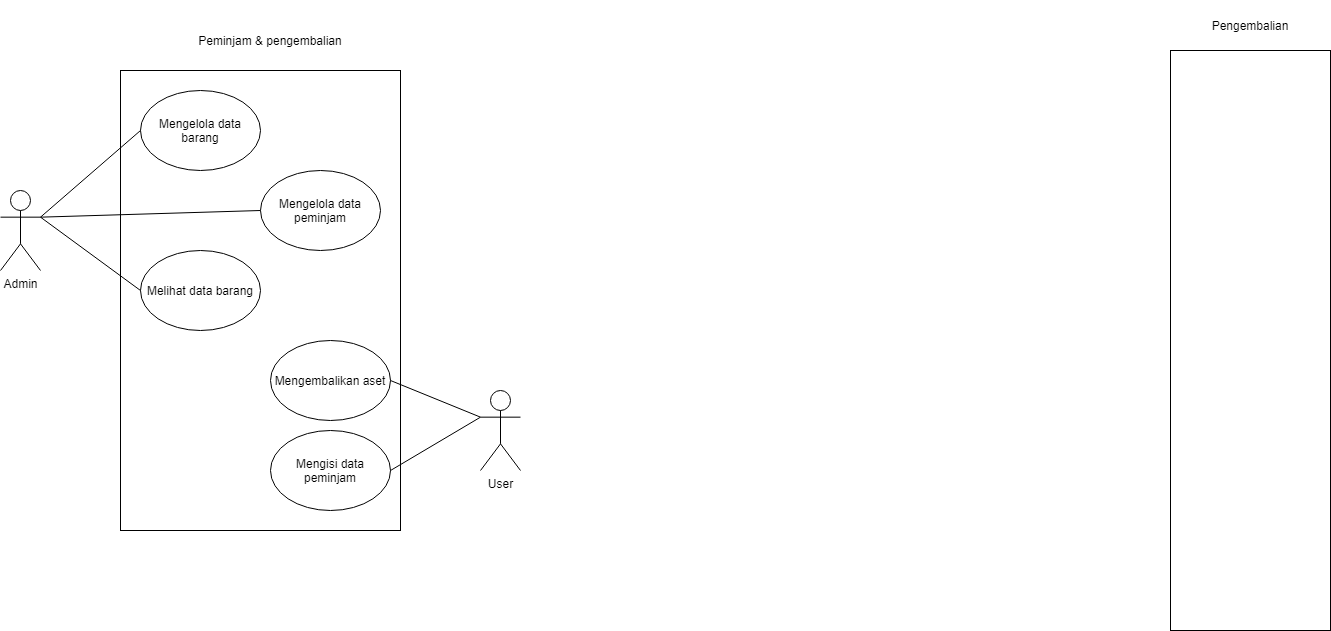 Peminjam & pengembalian
Pengembalian
Mengelola data
barang
Mengelola data
peminjam
Admin
Melihat data barang
Mengembalikan aset
Mengisi data
peminjam
User